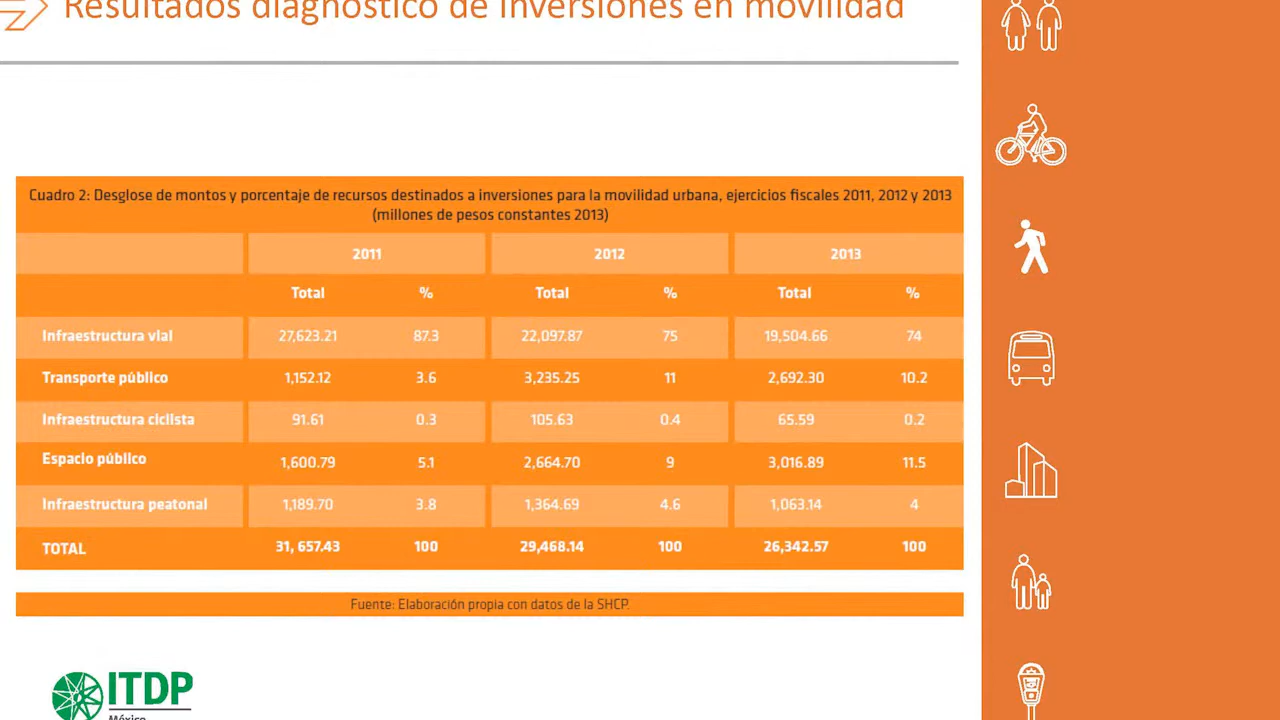 Resultados diagnóstico de inversiones en movilidad
Cuadro 2: Desglose de montos y porcentaje de recursos destinados a inversiones para la movilidad urbana, ejercicios fiscales 2011, 2012 y 2013
(millones de pesos constantes 2013)
2011 2012 2013
Total % Total % Total %
Infraestructura vial 27,623.21 87.3 22,097.87 75 19,504.66 74
Transporte público 1,152.12 3.6 3,235.25 11 2,692.30 10.2
Infraestructura ciclista 91.61 0.3 105.63 0.4 65.59 0.2
Espacio público 1,600.79 5.1 2,664.70 9 3,016.89 11.5
Infraestructura peatonal 1,189.70 3.8 1,364.69 4.6 1,063.14 4
TOTAL 31, 657.43 100 29,468.14 100 26,342.57 100
Fuente: Elaboración propia con datos de la SHCP.
ITDP
México